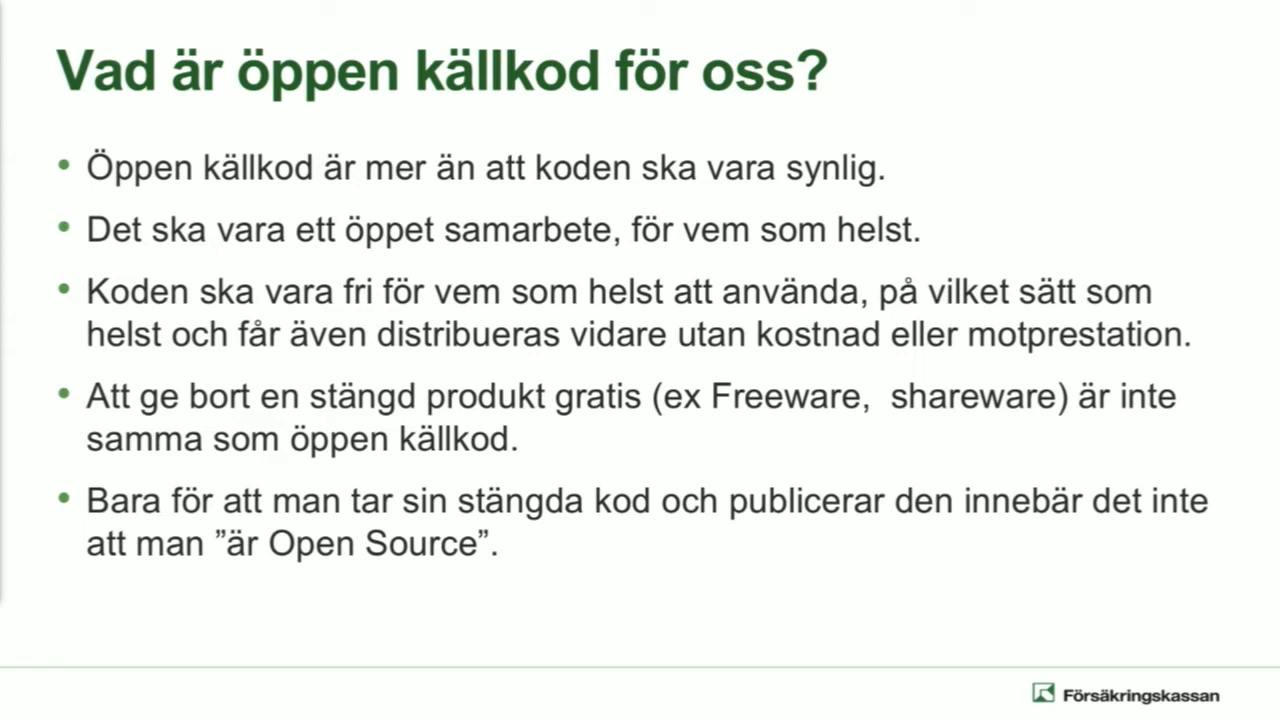 Vad är öppen källkod för oss?
• Öppen källkod är mer än att koden ska vara synlig.
• Det ska vara ett öppet samarbete, för vem som helst.
• Koden ska vara fri för vem som helst att använda, på vilket sätt som
helst och får även distribueras vidare utan kostnad eller motprestation.
• Att ge bort en stängd produkt gratis (ex Freeware,  shareware) är inte
samma som öppen källkod.
• Bara för att man tar sin stängda kod och publicerar den innebär det inte
att man ”är Open Source”.
Försäkringskassan